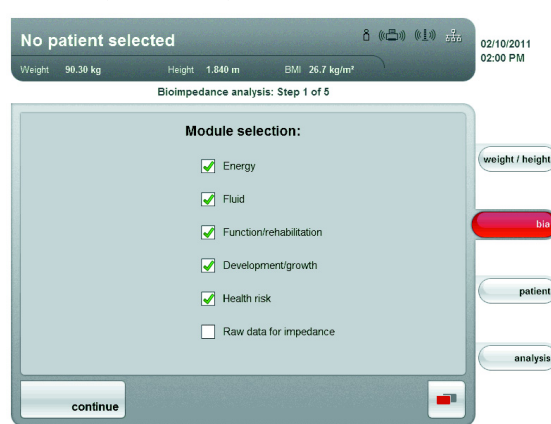 No patient selected
02/10/2011
02:00 PM
Weight 90.30 kg Height 1.840 m BMI 26.7 kg/m²
Bioimpedance analysis: Step 1 of 5
Module selection:
Energy
Fluid
Function/rehabilitation
Development/growth
Health risk
Raw data for impedance
weight / height
bia
patient
analysis
continue